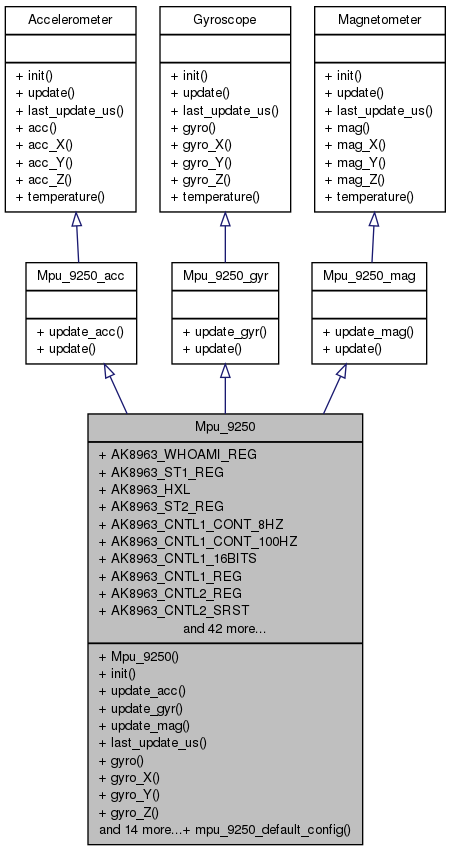 Accelerometer
+ init()
+ update()
+ last_update_us()
+ acc()
+ acc_X()
+ acc_Y()
+ acc_Z()
+ temperature()
Gyroscope
+ init()
+ update()
+ last_update_us()
+ gyro()
+ gyro_X()
+ gyro_Y()
+ gyro_Z()
+ temperature()
Magnetometer
+ init()
+ update()
+ last_update_us()
+ mag()
+ mag_X()
+ mag_Y()
+ mag_Z()
+ temperature()
Mpu_9250_acc
+ update_acc()
+ update()
Mpu_9250_gyr
+ update_gyr()
+ update()
Mpu_9250_mag
+ update_mag()
+ update()
Mpu_9250
+ AK8963_WHOAMI_REG
+ AK8963_ST1_REG
+ AK8963_HXL
+ AK8963_ST2_REG
+ AK8963_CNTL1_CONT_8HZ
+ AK8963_CNTL1_CONT_100HZ
+ AK8963_CNTL1_16BITS
+ AK8963_CNTL1_REG
+ AK8963_CNTL2_REG
+ AK8963_CNTL2_SRST
and 42 more...
+ Mpu_9250()
+ init()
+ update_acc()
+ update_gyr()
+ update_mag()
+ last_update_us()
+ gyro()
+ gyro_X()
+ gyro_Y()
+ gyro_Z()
and 14 more...+ mpu_9250_default_config()